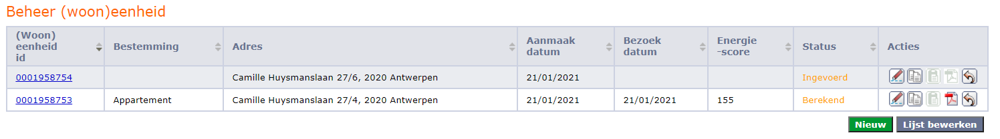 Beheer (woon)eenheid
(Woon) eenheid id Bestemming Adres Aanmaak datum Bezoek datum Energie -score Status Acties
0001958754 Camille Huysmanslaan 27/6, 2020 Antwerpen 21/01/2021 Ingevoerd
0001958753 Appartement Camille Huysmanslaan 27/4, 2020 Antwerpen 21/01/2021 21/01/2021 155 Berekend
Nieuw Lijst bewerken